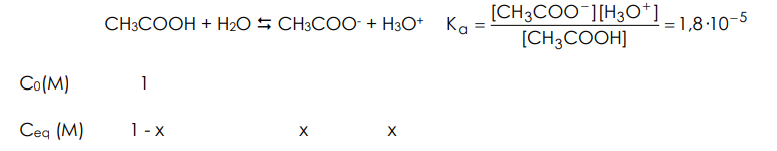 CH₃COOH + H₂O ⇆ CH₃COO⁻ + H₃O⁺ Kₐ = [CH₃COO⁻][H₃O⁺] / [CH₃COOH] = 1,8·10⁻⁵
C₀(M) 1
Ceq (M) 1 - x x x